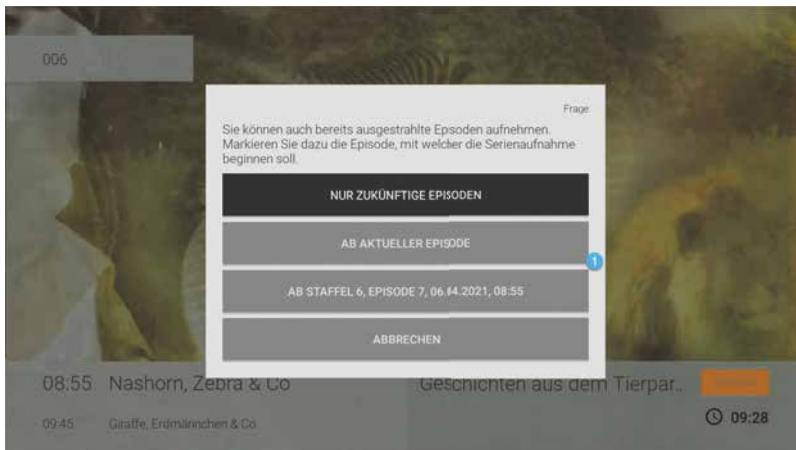 006
Frage
Sie können auch bereits ausgestrahlte Epsoden aufnehmen.
Markieren Sie dazu die Episode, mit welcher die Serienaufnahme
beginnen soll.
NUR ZUKÜNFTIGE EPISODEN
AB AKTUELLER EPISODE
1
AB STAFFEL 6, EPISODE 7, 06.04.2021, 08:55
ABBRECHEN
08:55 Nashorn, Zebra & Co Geschichten aus dem Tierpar..
09:45 Giraffe, Erdmännchen & Co 09:28